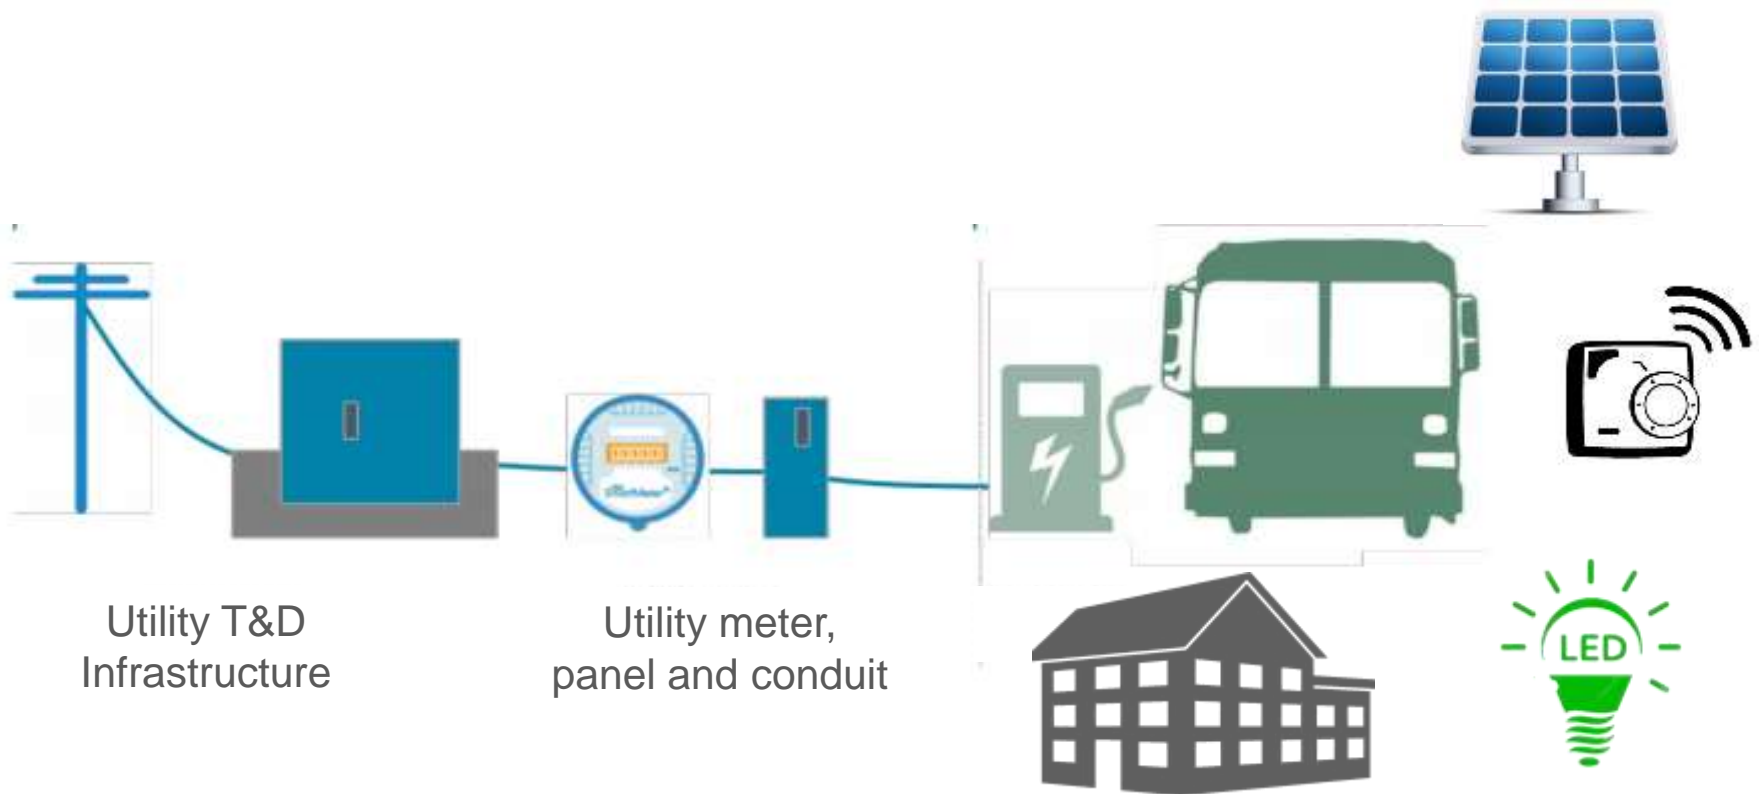 Utility T&D
Infrastructure
Utility meter,
panel and conduit
LED